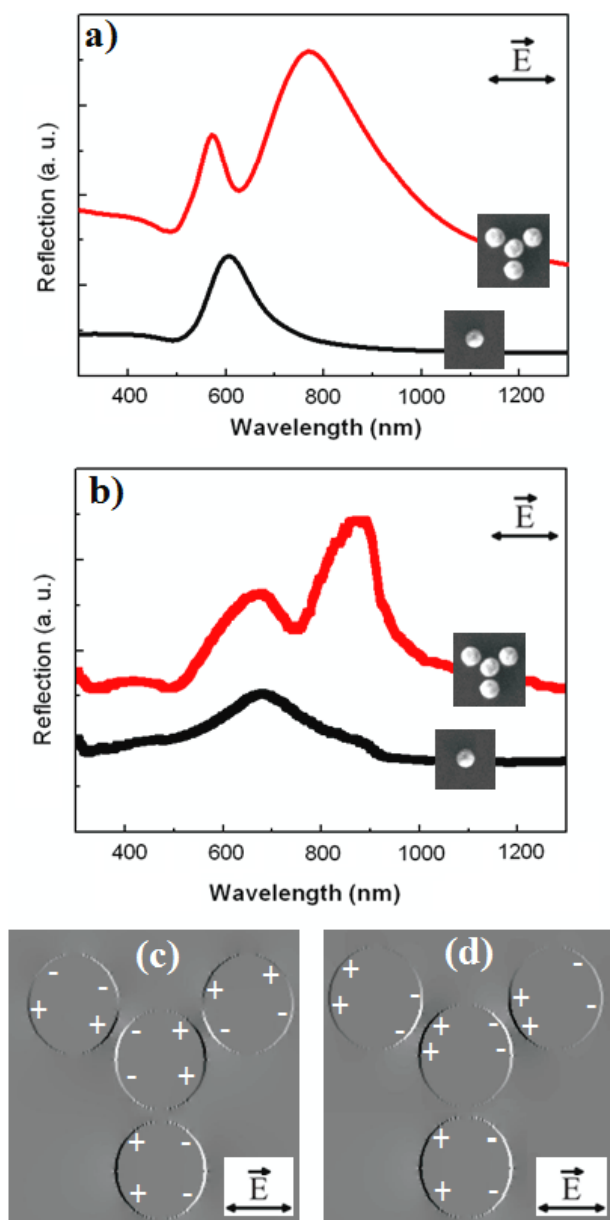 a)
E
Reflection (a. u.)
400 600 800 1000 1200
Wavelength (nm)
b)
E
Reflection (a. u.)
400 600 800 1000 1200
Wavelength (nm)
(c) (d)
- + - + + -
+ - + - + - + -
+ - - + - +
- + + -
+ - + -
+ - + -
E E